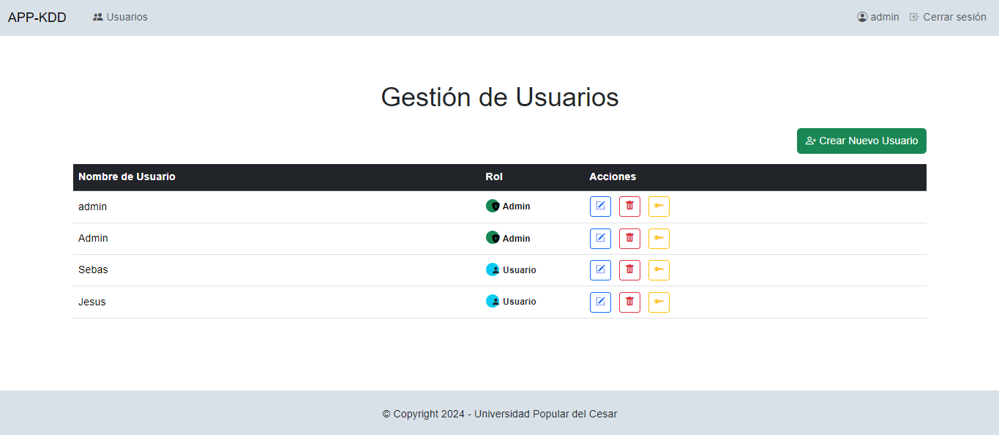 APP-KDD Usuarios admin Cerrar sesión
Gestión de Usuarios
Crear Nuevo Usuario
Nombre de Usuario Rol Acciones
admin Admin
Admin Admin
Sebas Usuario
Jesus Usuario
© Copyright 2024 - Universidad Popular del Cesar